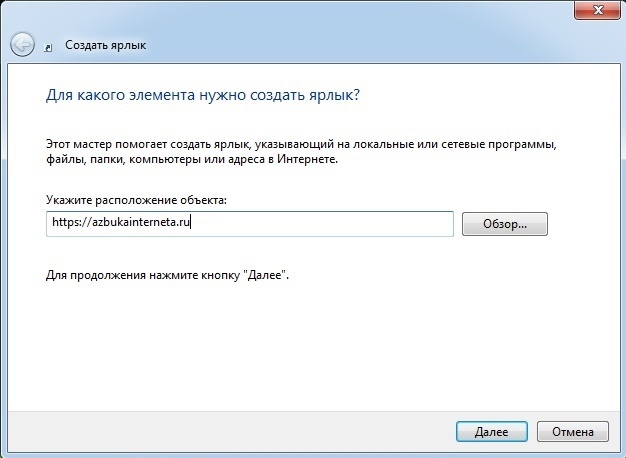 Создать ярлык
Для какого элемента нужно создать ярлык?
Этот мастер помогает создать ярлык, указывающий на локальные или сетевые программы,
файлы, папки, компьютеры или адреса в Интернете.
Укажите расположение объекта:
https://azbukainterneta.ru
Обзор...
Для продолжения нажмите кнопку "Далее".
Далее
Отмена